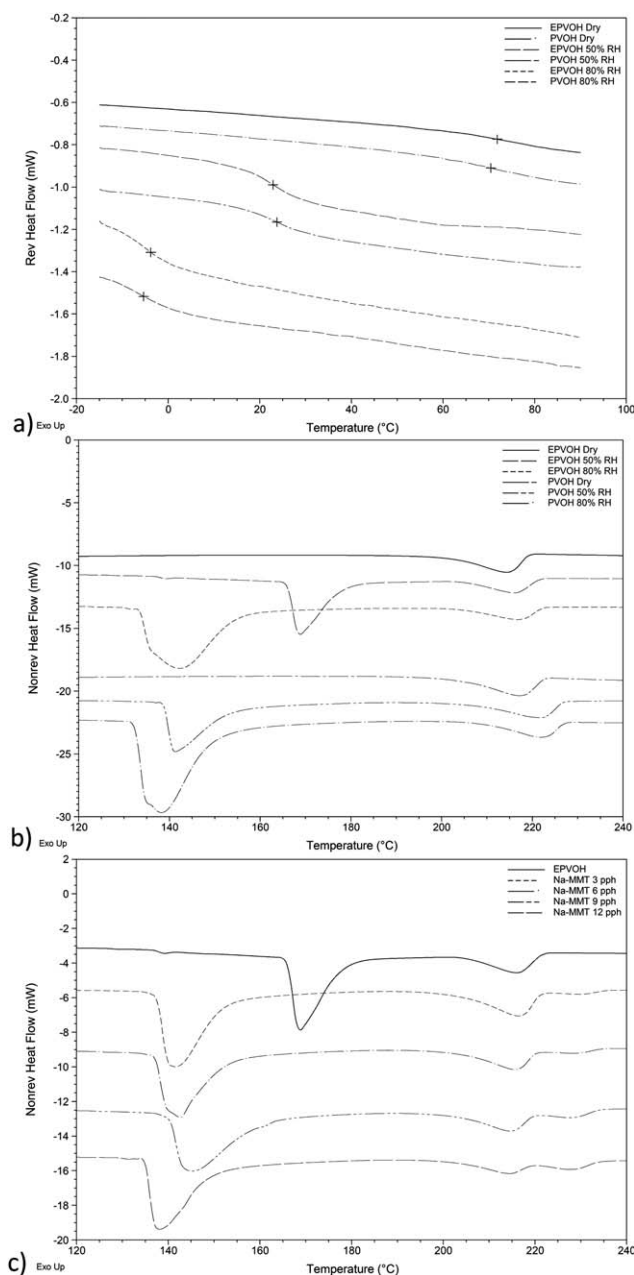 -0.2
EPVOH Dry
PVOH Dry
EPVOH 50% RH
PVOH 50% RH
EPVOH 80% RH
PVOH 80% RH
-0.4
-0.6
-0.8
-1.0
-1.2
-1.4
-1.6
-1.8
-2.0
Rev Heat Flow (mW)
-20 0 20 40 60 80 100
a) Exo Up Temperature (°C)
0
EPVOH Dry
EPVOH 50% RH
EPVOH 80% RH
PVOH Dry
PVOH 50% RH
PVOH 80% RH
-5
-10
-15
-20
-25
-30
Nonrev Heat Flow (mW)
120 140 160 180 200 220 240
b) Exo Up Temperature (°C)
2
EPVOH
Na-MMT 3 pph
Na-MMT 6 pph
Na-MMT 9 pph
Na-MMT 12 pph
0
-2
-4
-6
-8
-10
-12
-14
-16
-18
-20
Nonrev Heat Flow (mW)
120 140 160 180 200 220 240
c) Exo Up Temperature (°C)